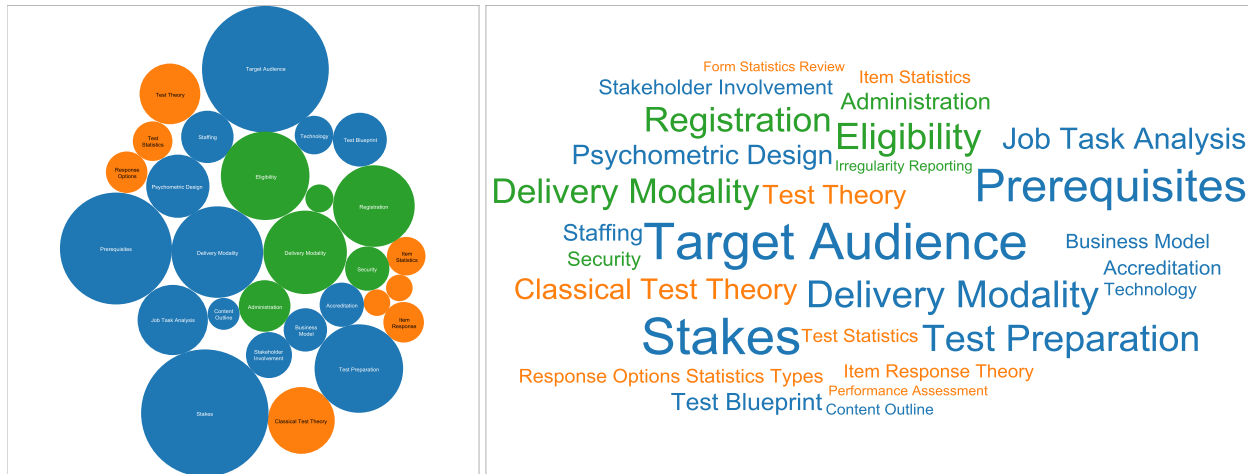 Target Audience
Test Theory
Staffing
Technology
Test Blueprint
Test
Statistics
Response
Options
Psychometric Design
Eligibility
Registration
Prerequisites
Delivery Modality
Delivery Modality
Item
Statistics
Security
Content
Outline
Administration
Accreditation
Job Task Analysis
Business
Model
Item
Response
Stakeholder
Involvement
Test Preparation
Stakes
Classical Test Theory
Form Statistics Review
Item Statistics
Stakeholder Involvement
Administration
Registration
Eligibility
Job Task Analysis
Psychometric Design
Irregularity Reporting
Prerequisites
Delivery Modality
Test Theory
Staffing
Target Audience
Business Model
Security
Accreditation
Classical Test Theory
Delivery Modality
Technology
Stakes
Test Statistics
Test Preparation
Response Options Statistics Types
Item Response Theory
Performance Assessment
Test Blueprint
Content Outline